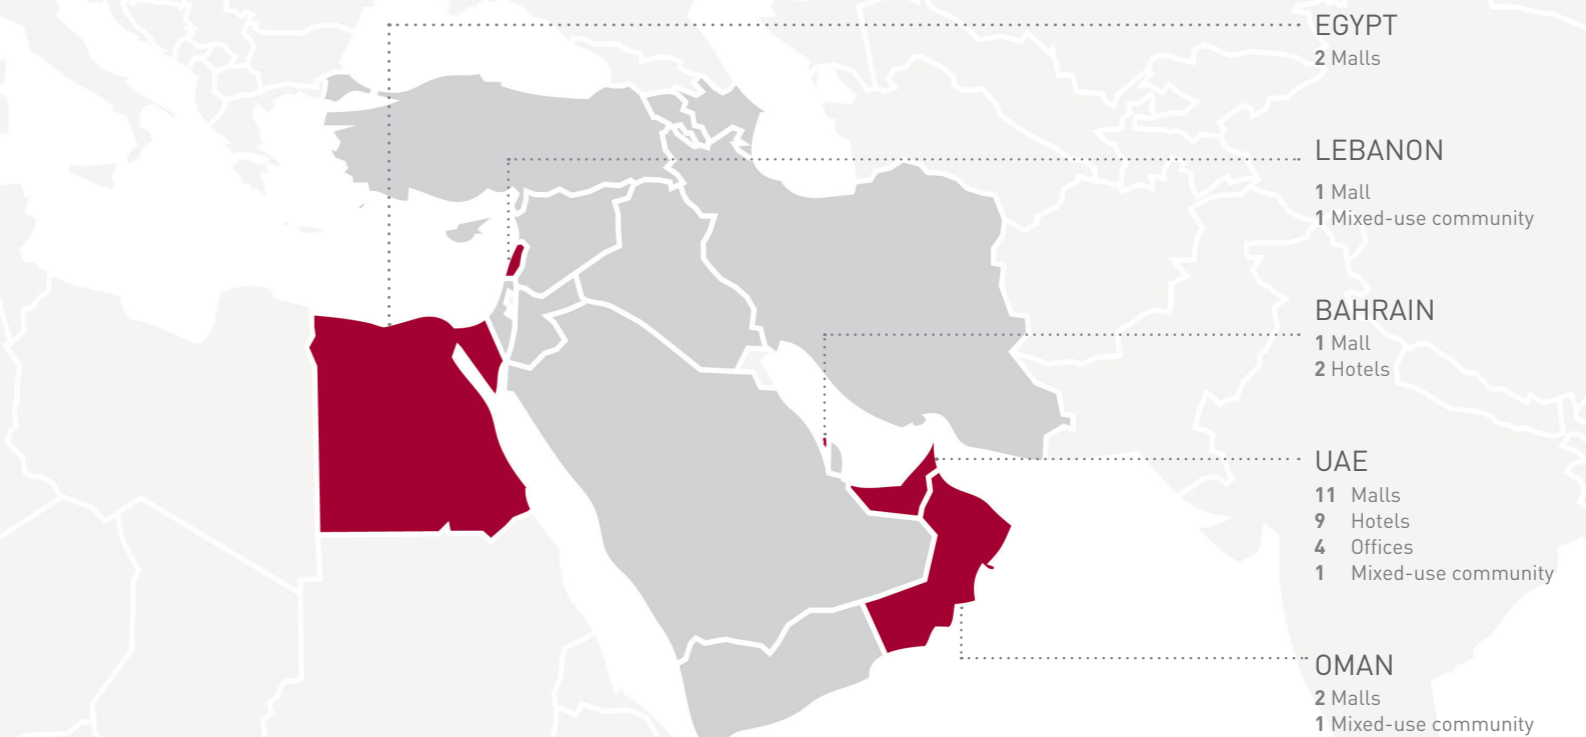 EGYPT
2 Malls
LEBANON
1 Mall
1 Mixed-use community
BAHRAIN
1 Mall
2 Hotels
UAE
11 Malls
9 Hotels
4 Offices
1 Mixed-use community
OMAN
2 Malls
1 Mixed-use community